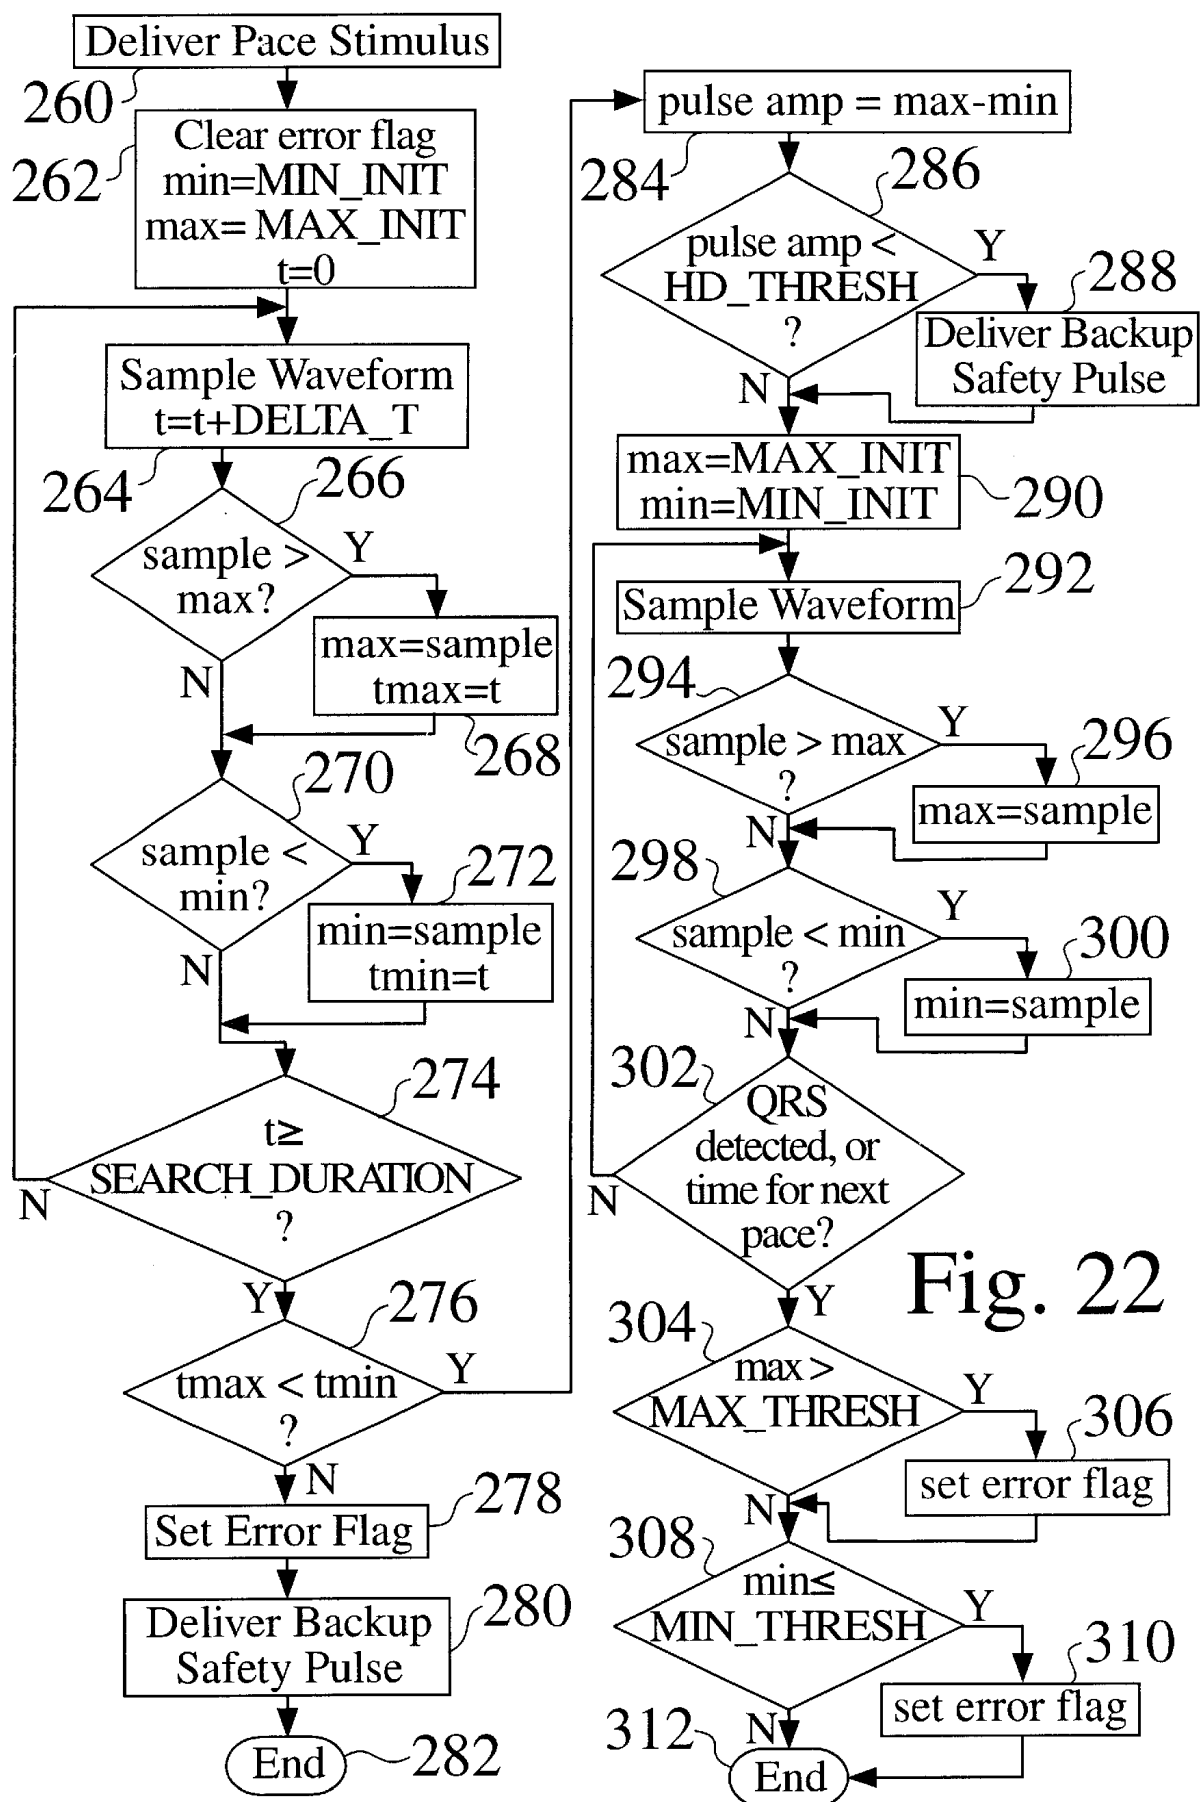 Deliver Pace Stimulus
260
Clear error flag
min=MIN_INIT
max= MAX_INIT
t=0
262
Sample Waveform
t=t+DELTA_T
264
266
sample >
max?
Y
N
max=sample
tmax=t
268
270
sample <
min?
Y
N
272
min=sample
tmin=t
274
t≥
SEARCH_DURATION
?
N
Y
276
tmax < tmin
?
Y
N
278
Set Error Flag
280
Deliver Backup
Safety Pulse
End
282
pulse amp = max-min
284
286
pulse amp <
HD_THRESH
?
Y
N
288
Deliver Backup
Safety Pulse
max=MAX_INIT
min=MIN_INIT
290
292
Sample Waveform
294
sample > max
?
Y
N
296
max=sample
298
sample < min
?
Y
N
300
min=sample
302
QRS
detected, or
time for next
pace?
N
Y
Fig. 22
304
max >
MAX_THRESH
Y
N
306
set error flag
308
min≤
MIN_THRESH
Y
N
310
set error flag
312
End